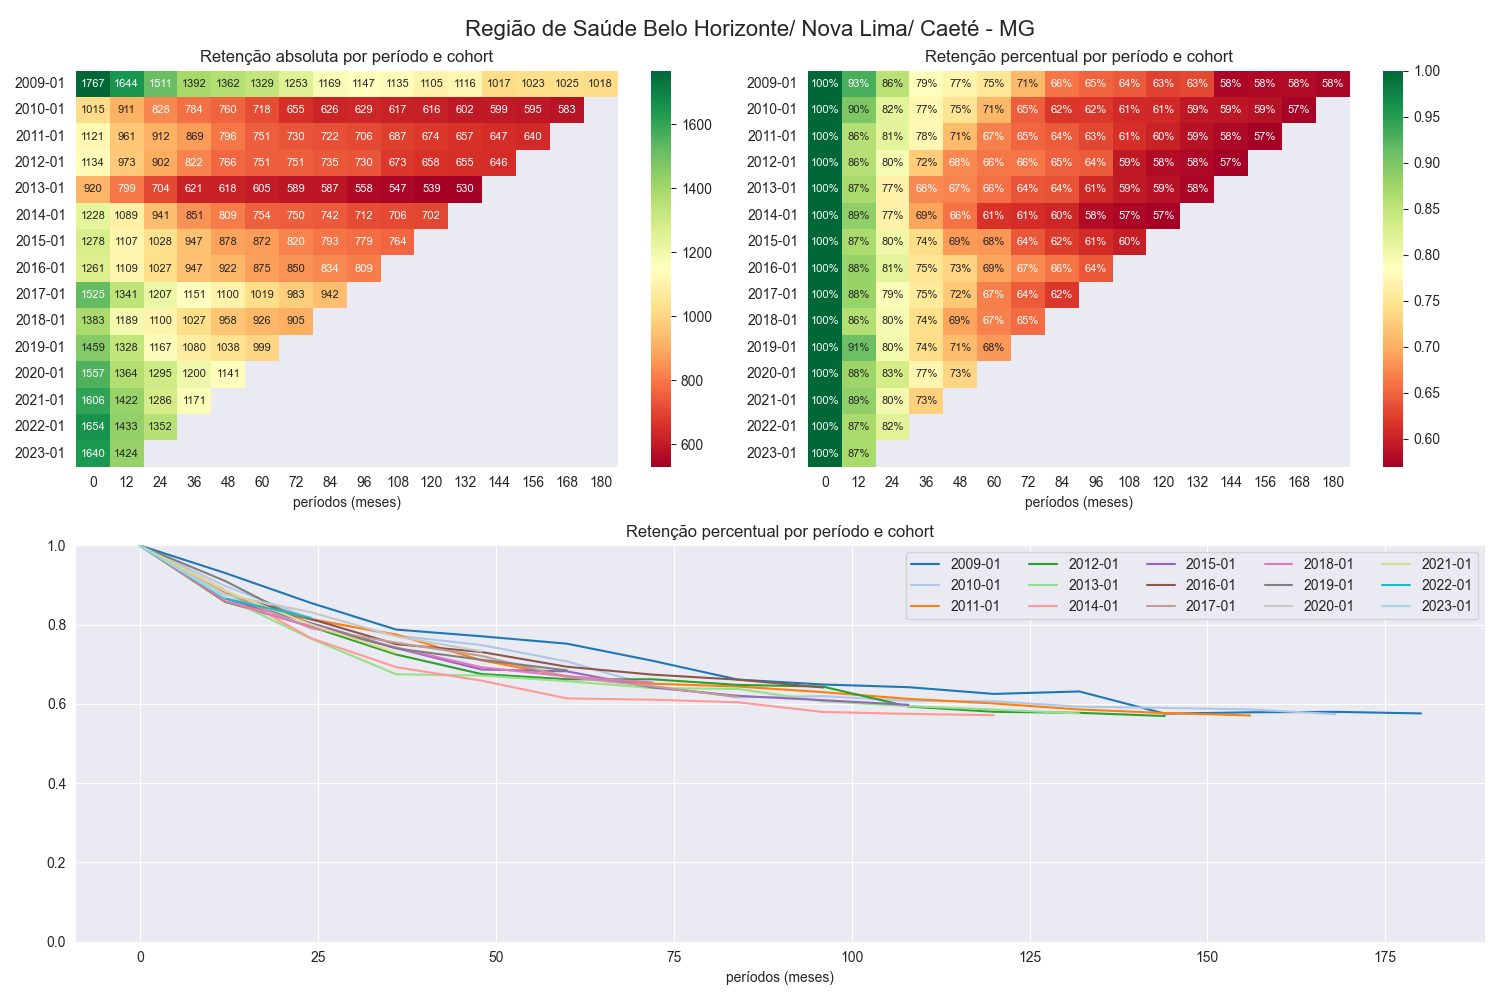 Região de Saúde Belo Horizonte/ Nova Lima/ Caeté - MG
Retenção absoluta por período e cohort
2009-01 1767 1644 1511 1392 1362 1329 1253 1169 1147 1135 1105 1116 1017 1023 1025 1018
2010-01 1015 911 828 784 760 718 655 626 629 617 616 602 599 595 583
2011-01 1121 961 912 869 796 751 730 722 706 687 674 657 647 640
2012-01 1134 973 902 822 766 751 751 735 730 673 658 655 646
2013-01 920 799 704 621 618 605 589 587 558 547 539 530
2014-01 1228 1089 941 851 809 754 750 742 712 706 702
2015-01 1278 1107 1028 947 878 872 820 793 779 764
2016-01 1261 1109 1027 947 922 875 850 834 809
2017-01 1525 1341 1207 1151 1100 1019 983 942
2018-01 1383 1189 1100 1027 958 926 905
2019-01 1459 1328 1167 1080 1038 999
2020-01 1557 1364 1295 1200 1141
2021-01 1606 1422 1286 1171
2022-01 1654 1433 1352
2023-01 1640 1424
0 12 24 36 48 60 72 84 96 108 120 132 144 156 168 180
períodos (meses)
1600
1400
1200
1000
800
600
Retenção percentual por período e cohort
2009-01 100% 93% 86% 79% 77% 75% 71% 66% 65% 64% 63% 63% 58% 58% 58% 58%
2010-01 100% 90% 82% 77% 75% 71% 65% 62% 62% 61% 61% 59% 59% 59% 57%
2011-01 100% 86% 81% 78% 71% 67% 65% 64% 63% 61% 60% 59% 58% 57%
2012-01 100% 86% 80% 72% 68% 66% 66% 65% 64% 59% 58% 58% 57%
2013-01 100% 87% 77% 68% 67% 66% 64% 64% 61% 59% 59% 58%
2014-01 100% 89% 77% 69% 66% 61% 61% 60% 58% 57% 57%
2015-01 100% 87% 80% 74% 69% 68% 64% 62% 61% 60%
2016-01 100% 88% 81% 75% 73% 69% 67% 66% 64%
2017-01 100% 88% 79% 75% 72% 67% 64% 62%
2018-01 100% 86% 80% 74% 69% 67% 65%
2019-01 100% 91% 80% 74% 71% 68%
2020-01 100% 88% 83% 77% 73%
2021-01 100% 89% 80% 73%
2022-01 100% 87% 82%
2023-01 100% 87%
0 12 24 36 48 60 72 84 96 108 120 132 144 156 168 180
períodos (meses)
1.00
0.95
0.90
0.85
0.80
0.75
0.70
0.65
0.60
Retenção percentual por período e cohort
1.0
0.8
0.6
0.4
0.2
0.0
2009-01 2012-01 2015-01 2018-01 2021-01
2010-01 2013-01 2016-01 2019-01 2022-01
2011-01 2014-01 2017-01 2020-01 2023-01
0 25 50 75 100 125 150 175
períodos (meses)